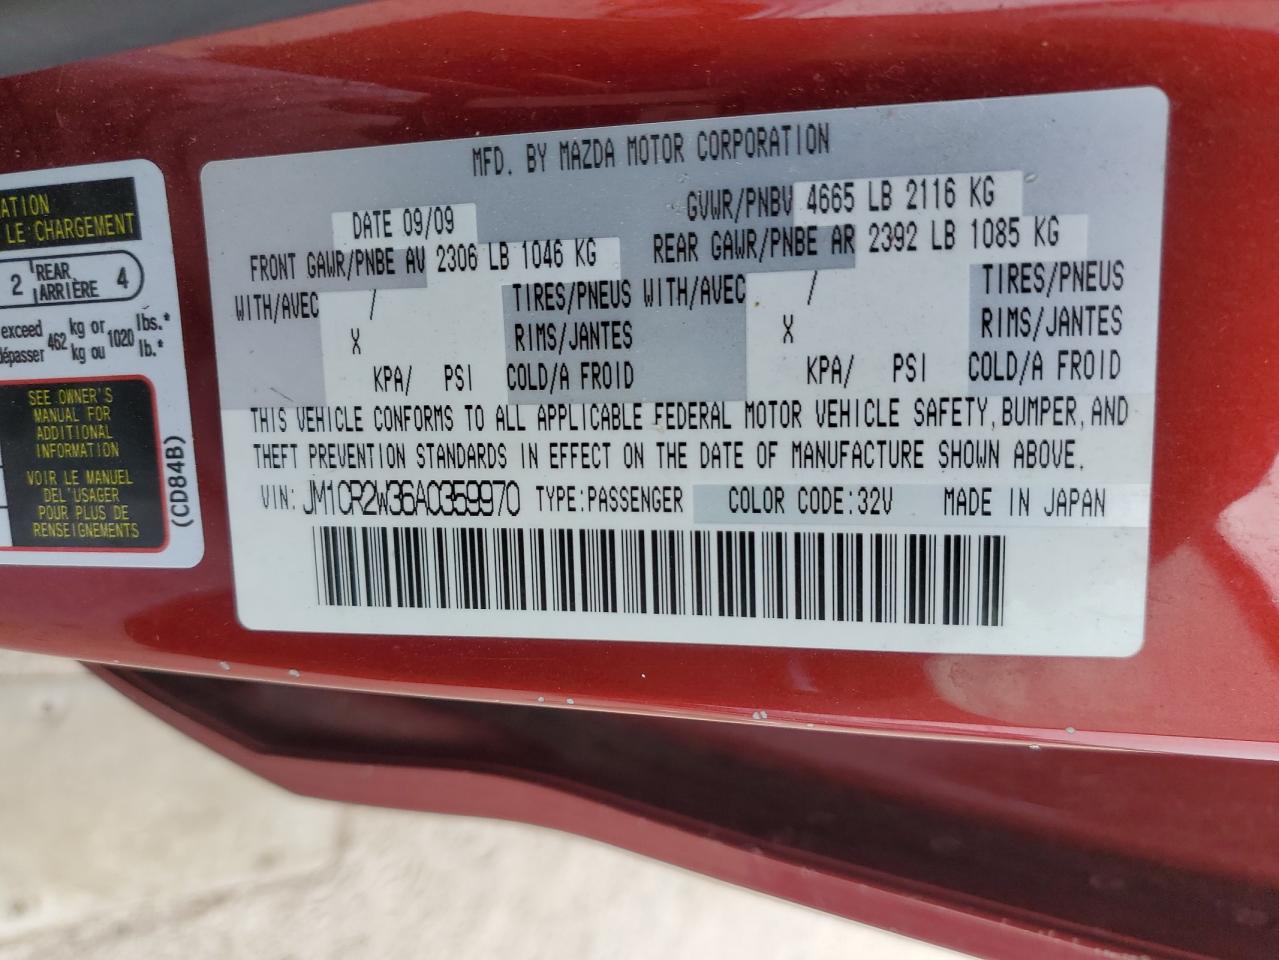 ATION
LE CHARGEMENT
2 REAR ARRIÈRE 4
exceed 462 kg or 1020 lbs.*
dépasser kg ou lb.*
SEE OWNER'S
MANUAL FOR
ADDITIONAL
INFORMATION
VOIR LE MANUEL
DEL'USAGER
POUR PLUS DE
RENSEIGNEMENTS
(CD84B)
MFD. BY MAZDA MOTOR CORPORATION
DATE 09/09 GVWR/PNBV 4665 LB 2116 KG
FRONT GAWR/PNBE AV 2306 LB 1046 KG REAR GAWR/PNBE AR 2392 LB 1085 KG
WITH/AVEC / TIRES/PNEUS WITH/AVEC / TIRES/PNEUS
X RIMS/JANTES X RIMS/JANTES
KPA/ PSI COLD/A FROID KPA/ PSI COLD/A FROID
THIS VEHICLE CONFORMS TO ALL APPLICABLE FEDERAL MOTOR VEHICLE SAFETY, BUMPER, AND
THEFT PREVENTION STANDARDS IN EFFECT ON THE DATE OF MANUFACTURE SHOWN ABOVE.
VIN: JM1CR2W36A0359970 TYPE:PASSENGER COLOR CODE:32V MADE IN JAPAN